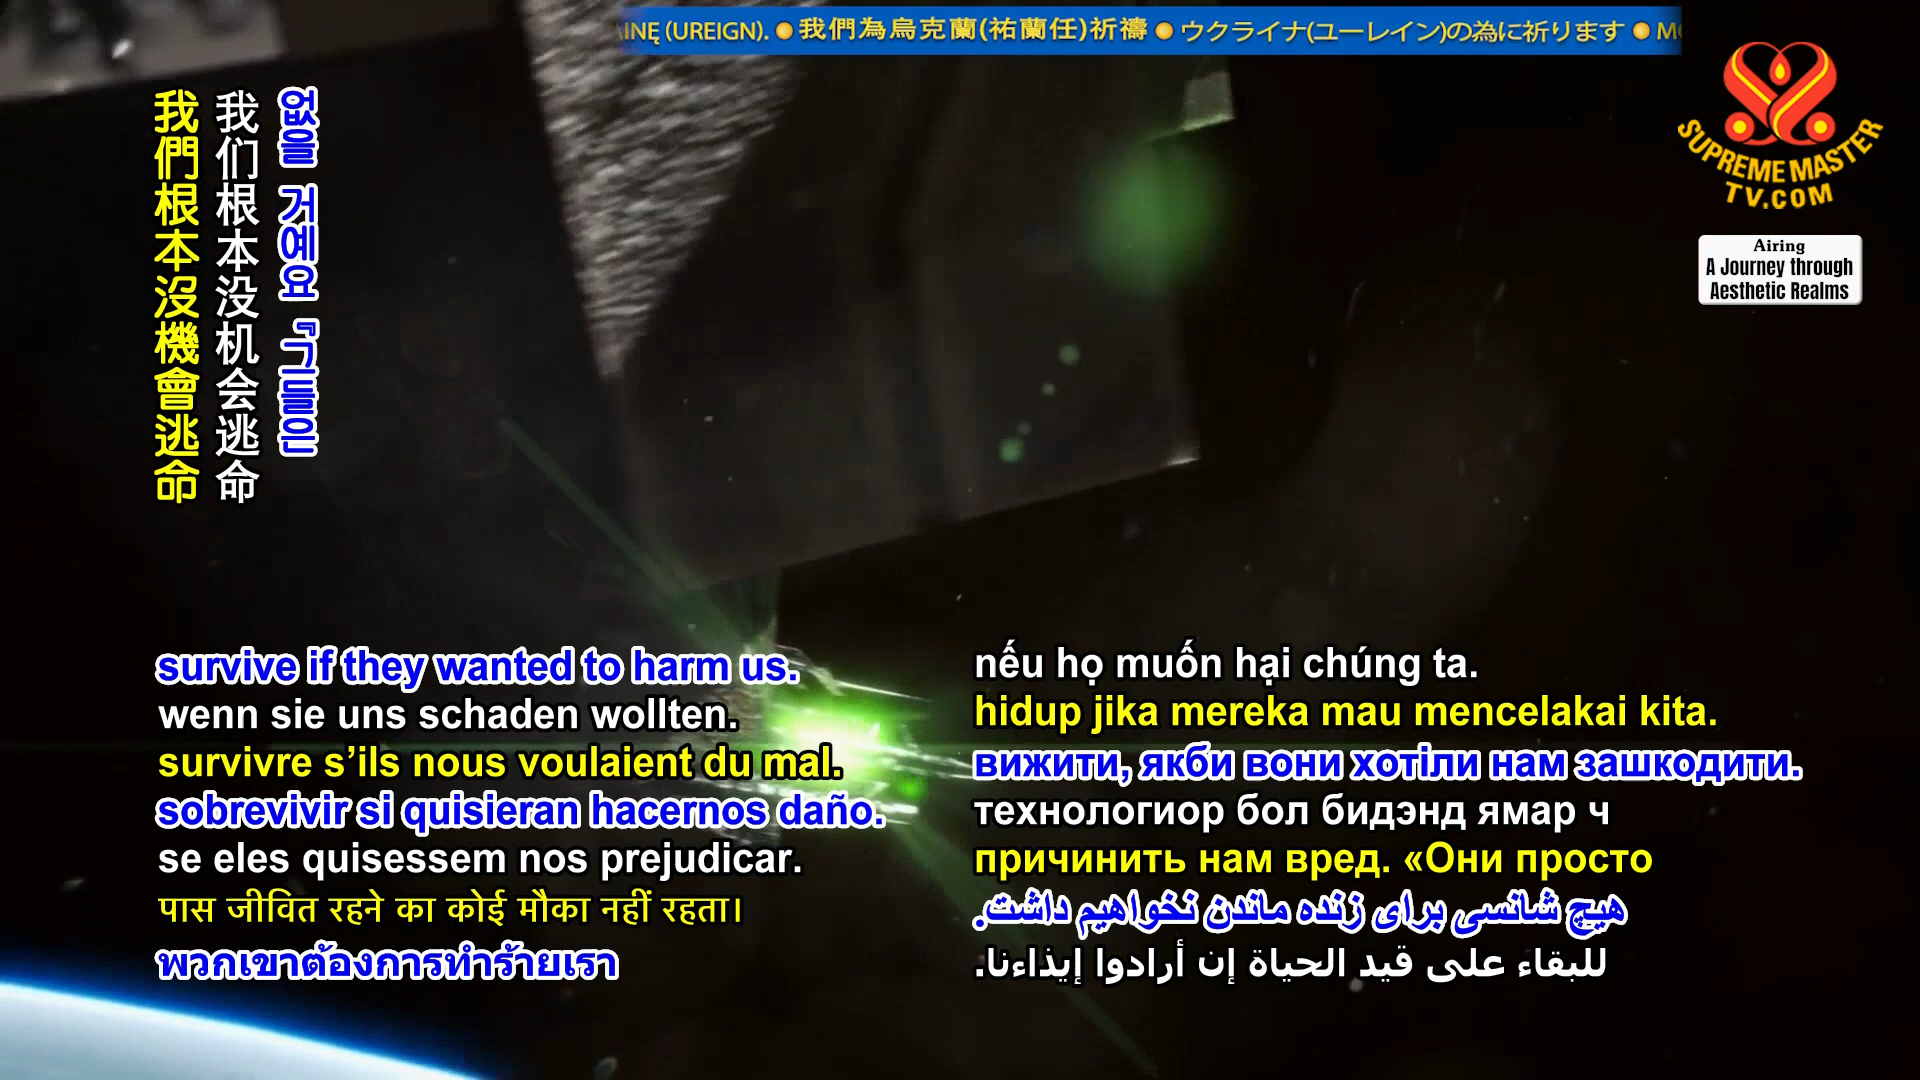 INĘ (UREIGN). 我們為烏克蘭(祐蘭任)祈禱 ウクライナ(ユーレイン)の為に祈ります
SUPREME MASTER
TV.COM
Airing
A Journey through
Aesthetic Realms
없을 거예요 『그들인
我们根本没机会逃命
我們根本沒機會逃命
survive if they wanted to harm us.
wenn sie uns schaden wollten.
survivre s’ils nous voulaient du mal.
sobrevivir si quisieran hacernos daño.
se eles quisessem nos prejudicar.
पास जीवित रहने का कोई मौका नहीं रहता।
พวกเขาต้องการทำร้ายเรา
nếu họ muốn hại chúng ta.
hidup jika mereka mau mencelakai kita.
вижити, якби вони хотіли нам зашкодити.
технологиор бол бидэнд ямар ч
причинить нам вред. «Они просто
هیچ شانسی برای زنده ماندن نخواهیم داشت.
للبقاء على قيد الحياة إن أرادوا إيذاءنا.